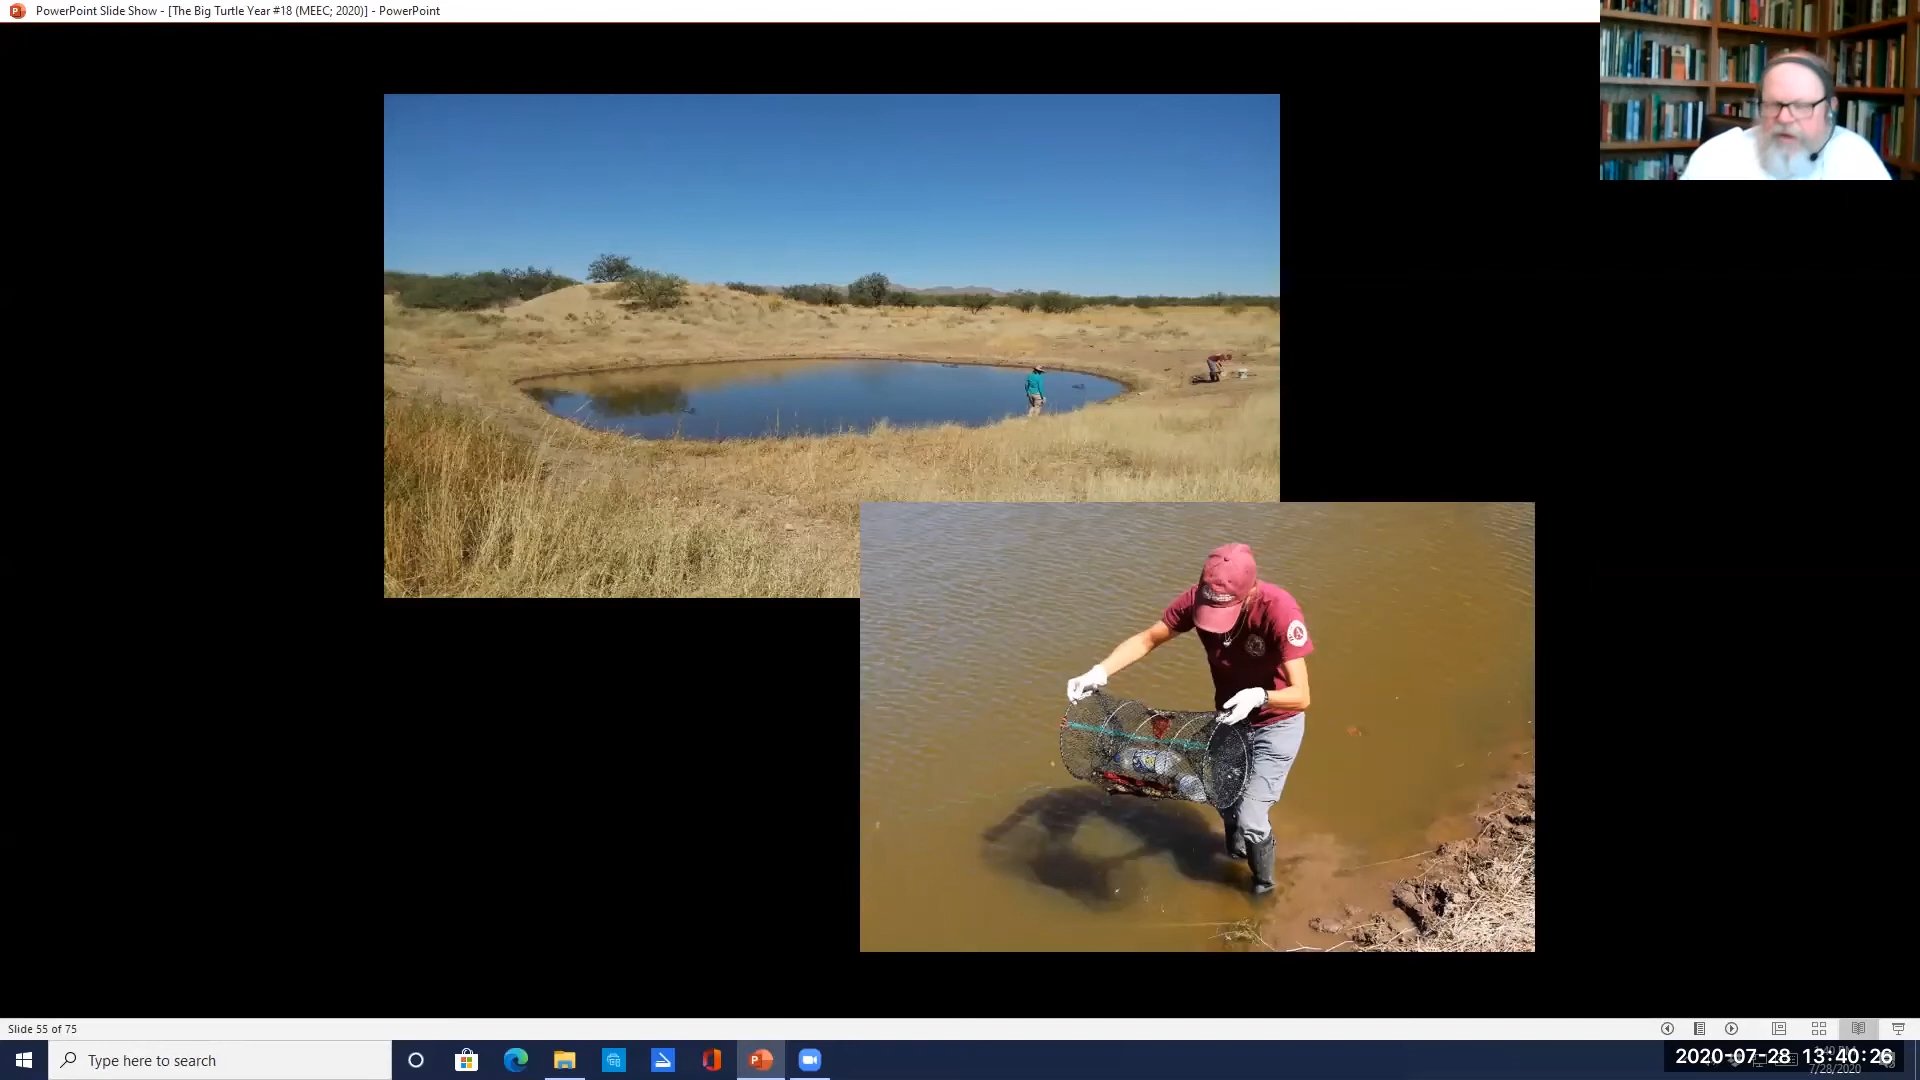 PowerPoint Slide Show - [The Big Turtle Year #18 (MEEC; 2020)] - PowerPoint
Slide 55 of 75
Type here to search
2020-07-28 13:40:26
7/28/2020